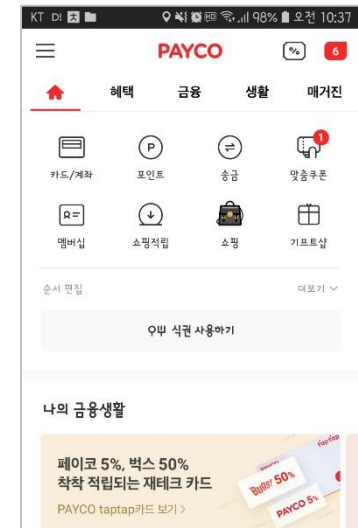 KT D! 98% 오전 10:37
PAYCO % 6
혜택 금융 생활 매거진
P 1
카드/계좌 포인트 송금 맞춤쿠폰
멤버십 쇼핑적립 쇼핑 기프트샵
순서 편집 더보기
식권 사용하기
나의 금융생활
페이코 5%, 벅스 50%
착착 적립되는 재테크 카드
PAYCO taptap카드 보기 >
taptap
Bugs! 50%
PAYCO 5%